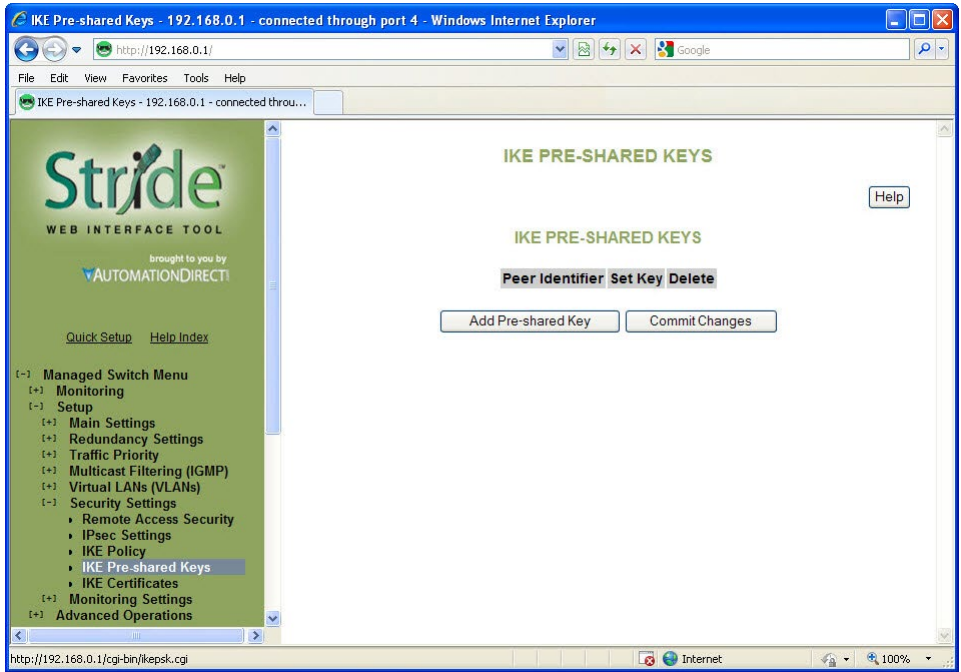 IKE Pre-shared Keys - 192.168.0.1 - connected through port 4 - Windows Internet Explorer
http://192.168.0.1/
Google
File Edit View Favorites Tools Help
IKE Pre-shared Keys - 192.168.0.1 - connected throu...
Stride™
WEB INTERFACE TOOL
brought to you by
AUTOMATIONDIRECT
Quick Setup Help Index
[-] Managed Switch Menu
[+] Monitoring
[-] Setup
[+] Main Settings
[+] Redundancy Settings
[+] Traffic Priority
[+] Multicast Filtering (IGMP)
[+] Virtual LANs (VLANs)
[-] Security Settings
Remote Access Security
IPsec Settings
IKE Policy
IKE Pre-shared Keys
IKE Certificates
[+] Monitoring Settings
[+] Advanced Operations
IKE PRE-SHARED KEYS
Help
IKE PRE-SHARED KEYS
Peer Identifier Set Key Delete
Add Pre-shared Key Commit Changes
http://192.168.0.1/cgi-bin/ikepsk.cgi
Internet
100%